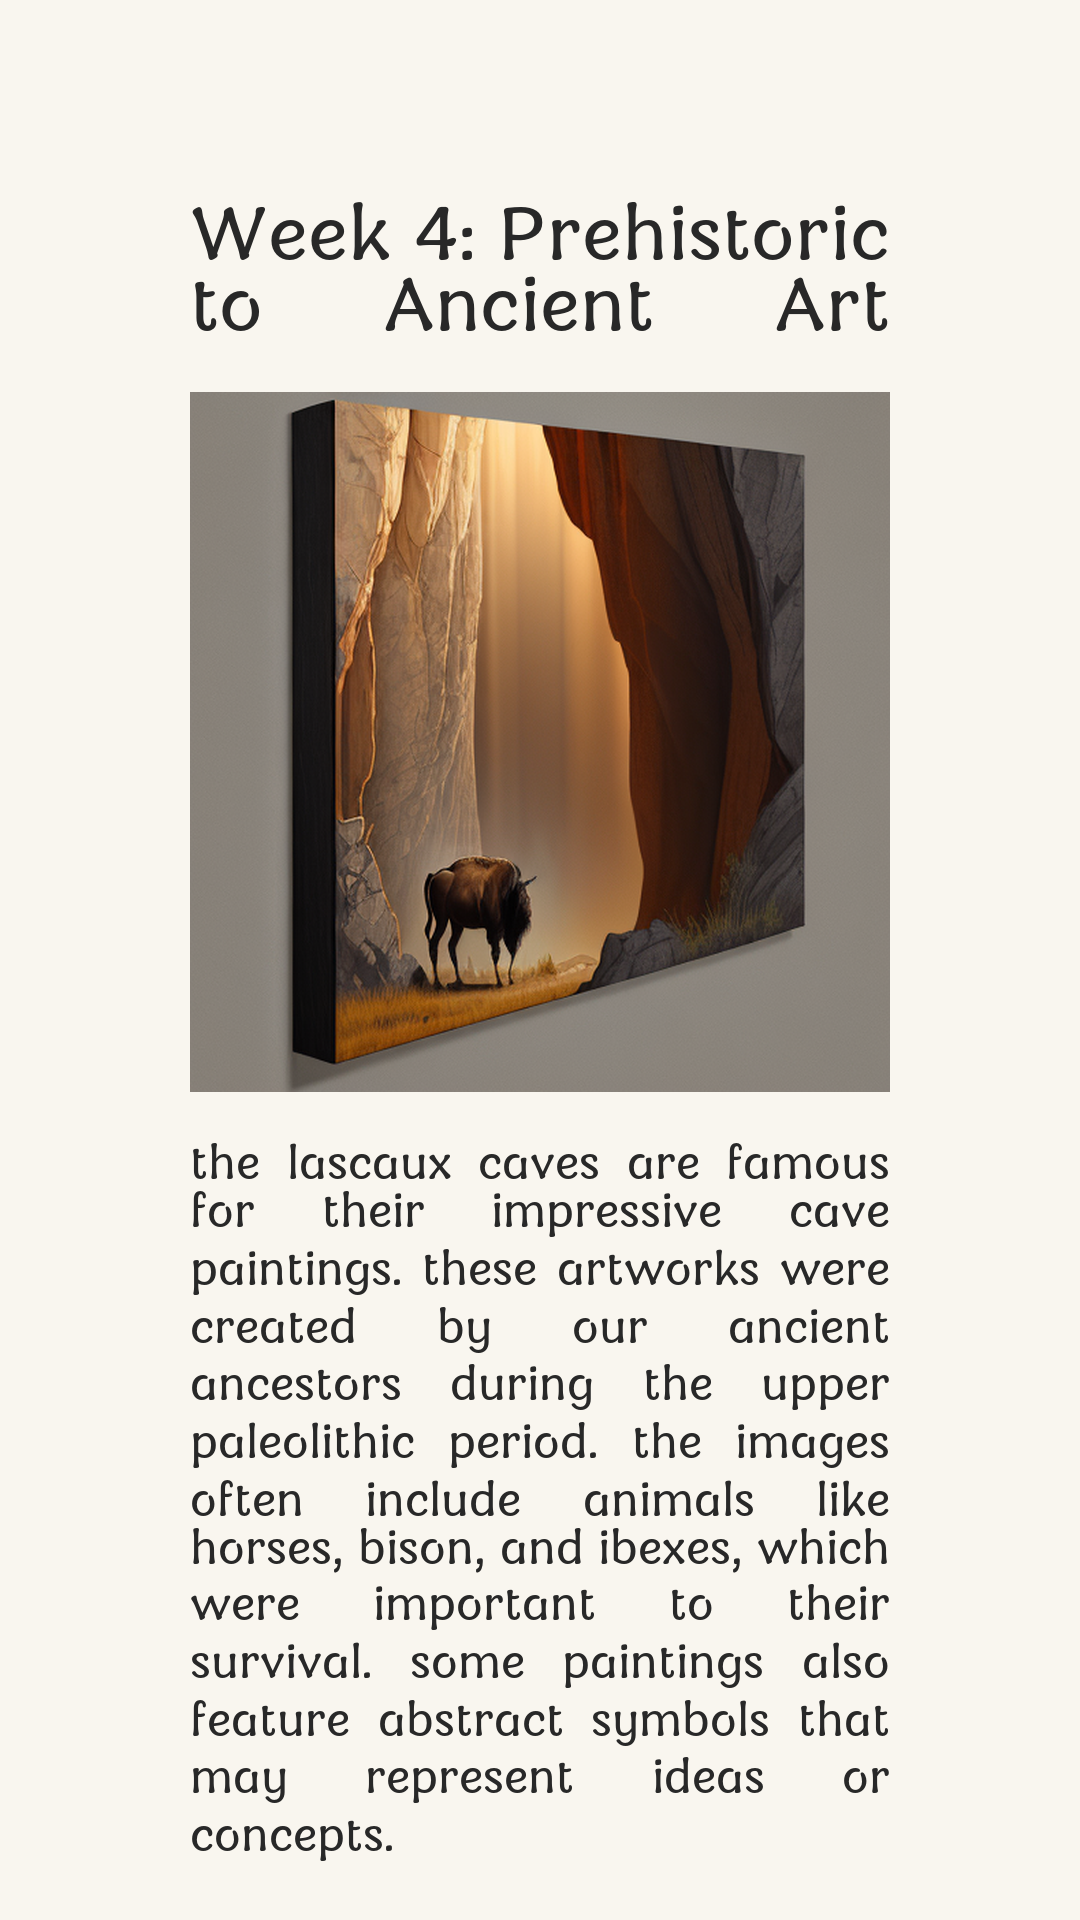 Week 4: Prehistoric
to Ancient Art
the lascaux caves are famous
for their impressive cave
paintings. these artworks were
created by our ancient
ancestors during the upper
paleolithic period. the images
often include animals like
horses, bison, and ibexes, which
were important to their
survival. some paintings also
feature abstract symbols that
may represent ideas or
concepts.